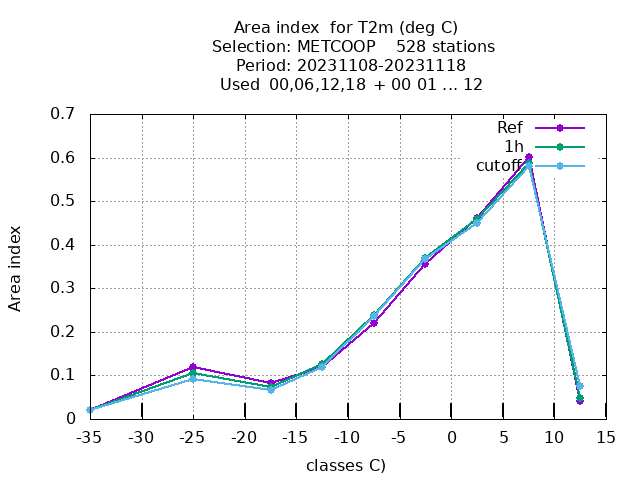 Area index  for T2m (deg C)
Selection: METCOOP    528 stations
Period: 20231108-20231118
Used 00,06,12,18 + 00 01 ... 12
Ref
1h
cutoff
0.7
0.6
0.5
0.4
0.3
0.2
0.1
0
Area index
-35 -30 -25 -20 -15 -10 -5 0 5 10 15
classes C)